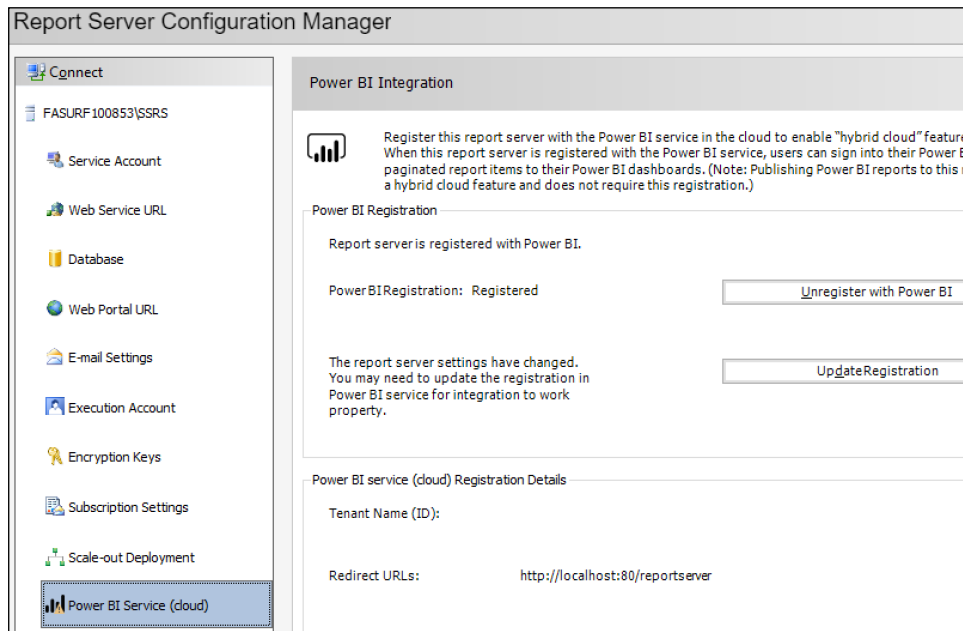 Report Server Configuration Manager
Connect
FASURF100853\SSRS
Service Account
Web Service URL
Database
Web Portal URL
E-mail Settings
Execution Account
Encryption Keys
Subscription Settings
Scale-out Deployment
Power BI Service (cloud)
Power BI Integration
Register this report server with the Power BI service in the cloud to enable "hybrid cloud" feature
When this report server is registered with the Power BI service, users can sign into their Power B
paginated report items to their Power BI dashboards. (Note: Publishing Power BI reports to this
a hybrid cloud feature and does not require this registration.)
Power BI Registration
Report server is registered with Power BI.
PowerBIRegistration: Registered
Unregister with Power BI
The report server settings have changed.
You may need to update the registration in
Power BI service for integration to work
property.
UpdateRegistration
Power BI service (cloud) Registration Details
Tenant Name (ID):
Redirect URLs: http://localhost:80/reportserver